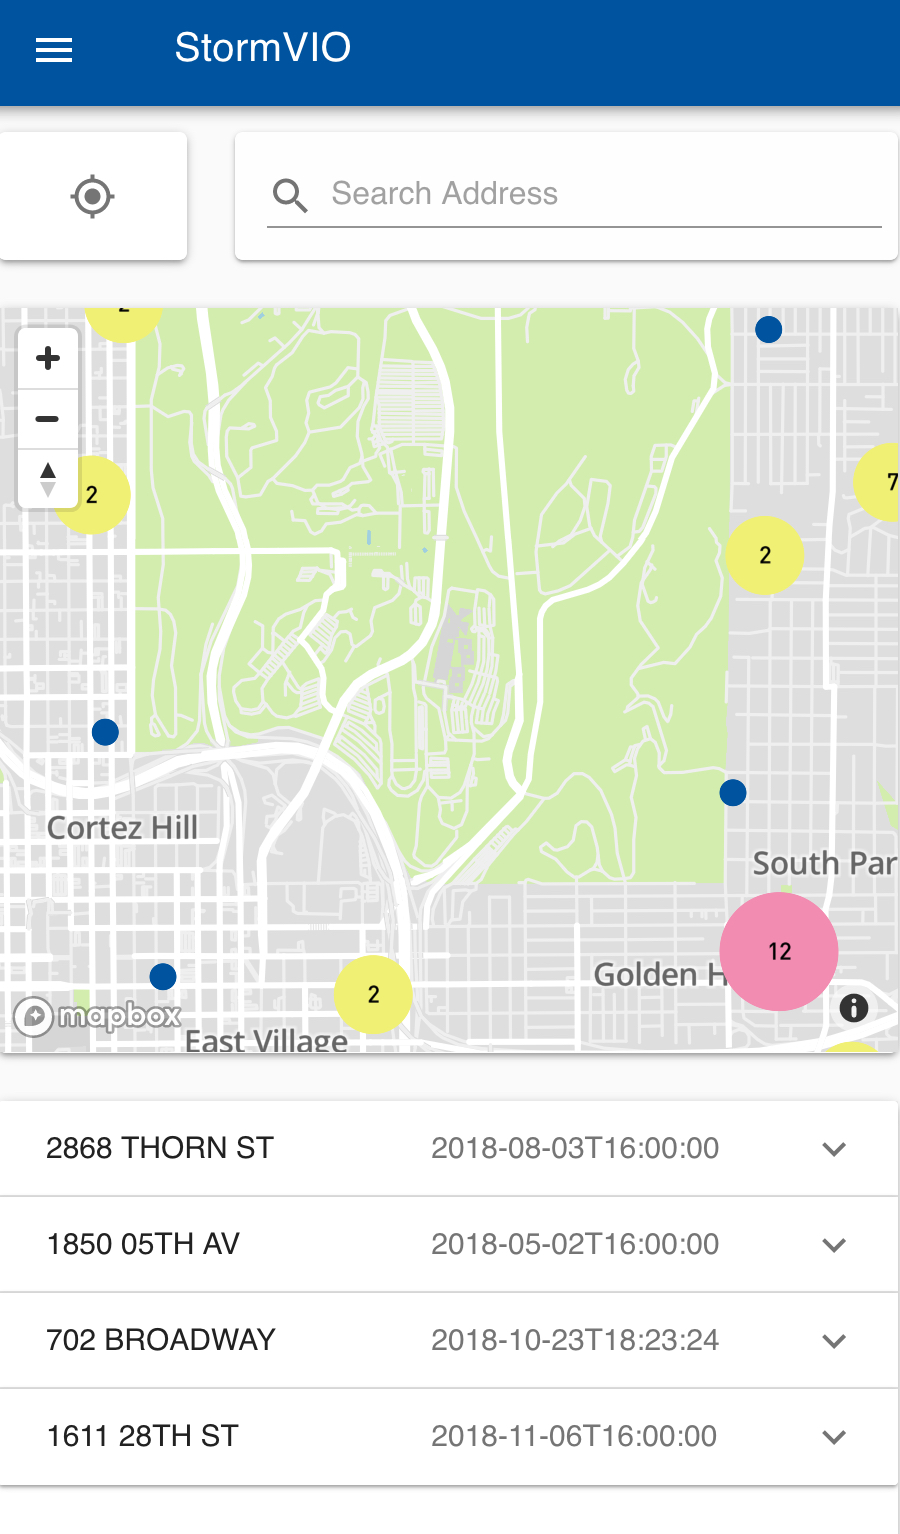 StormVIO
Search Address
2
2
7
2
Cortez Hill
South Par
12
Golden H
2
mapbox
East Village
2868 THORN ST 2018-08-03T16:00:00
1850 05TH AV 2018-05-02T16:00:00
702 BROADWAY 2018-10-23T18:23:24
1611 28TH ST 2018-11-06T16:00:00